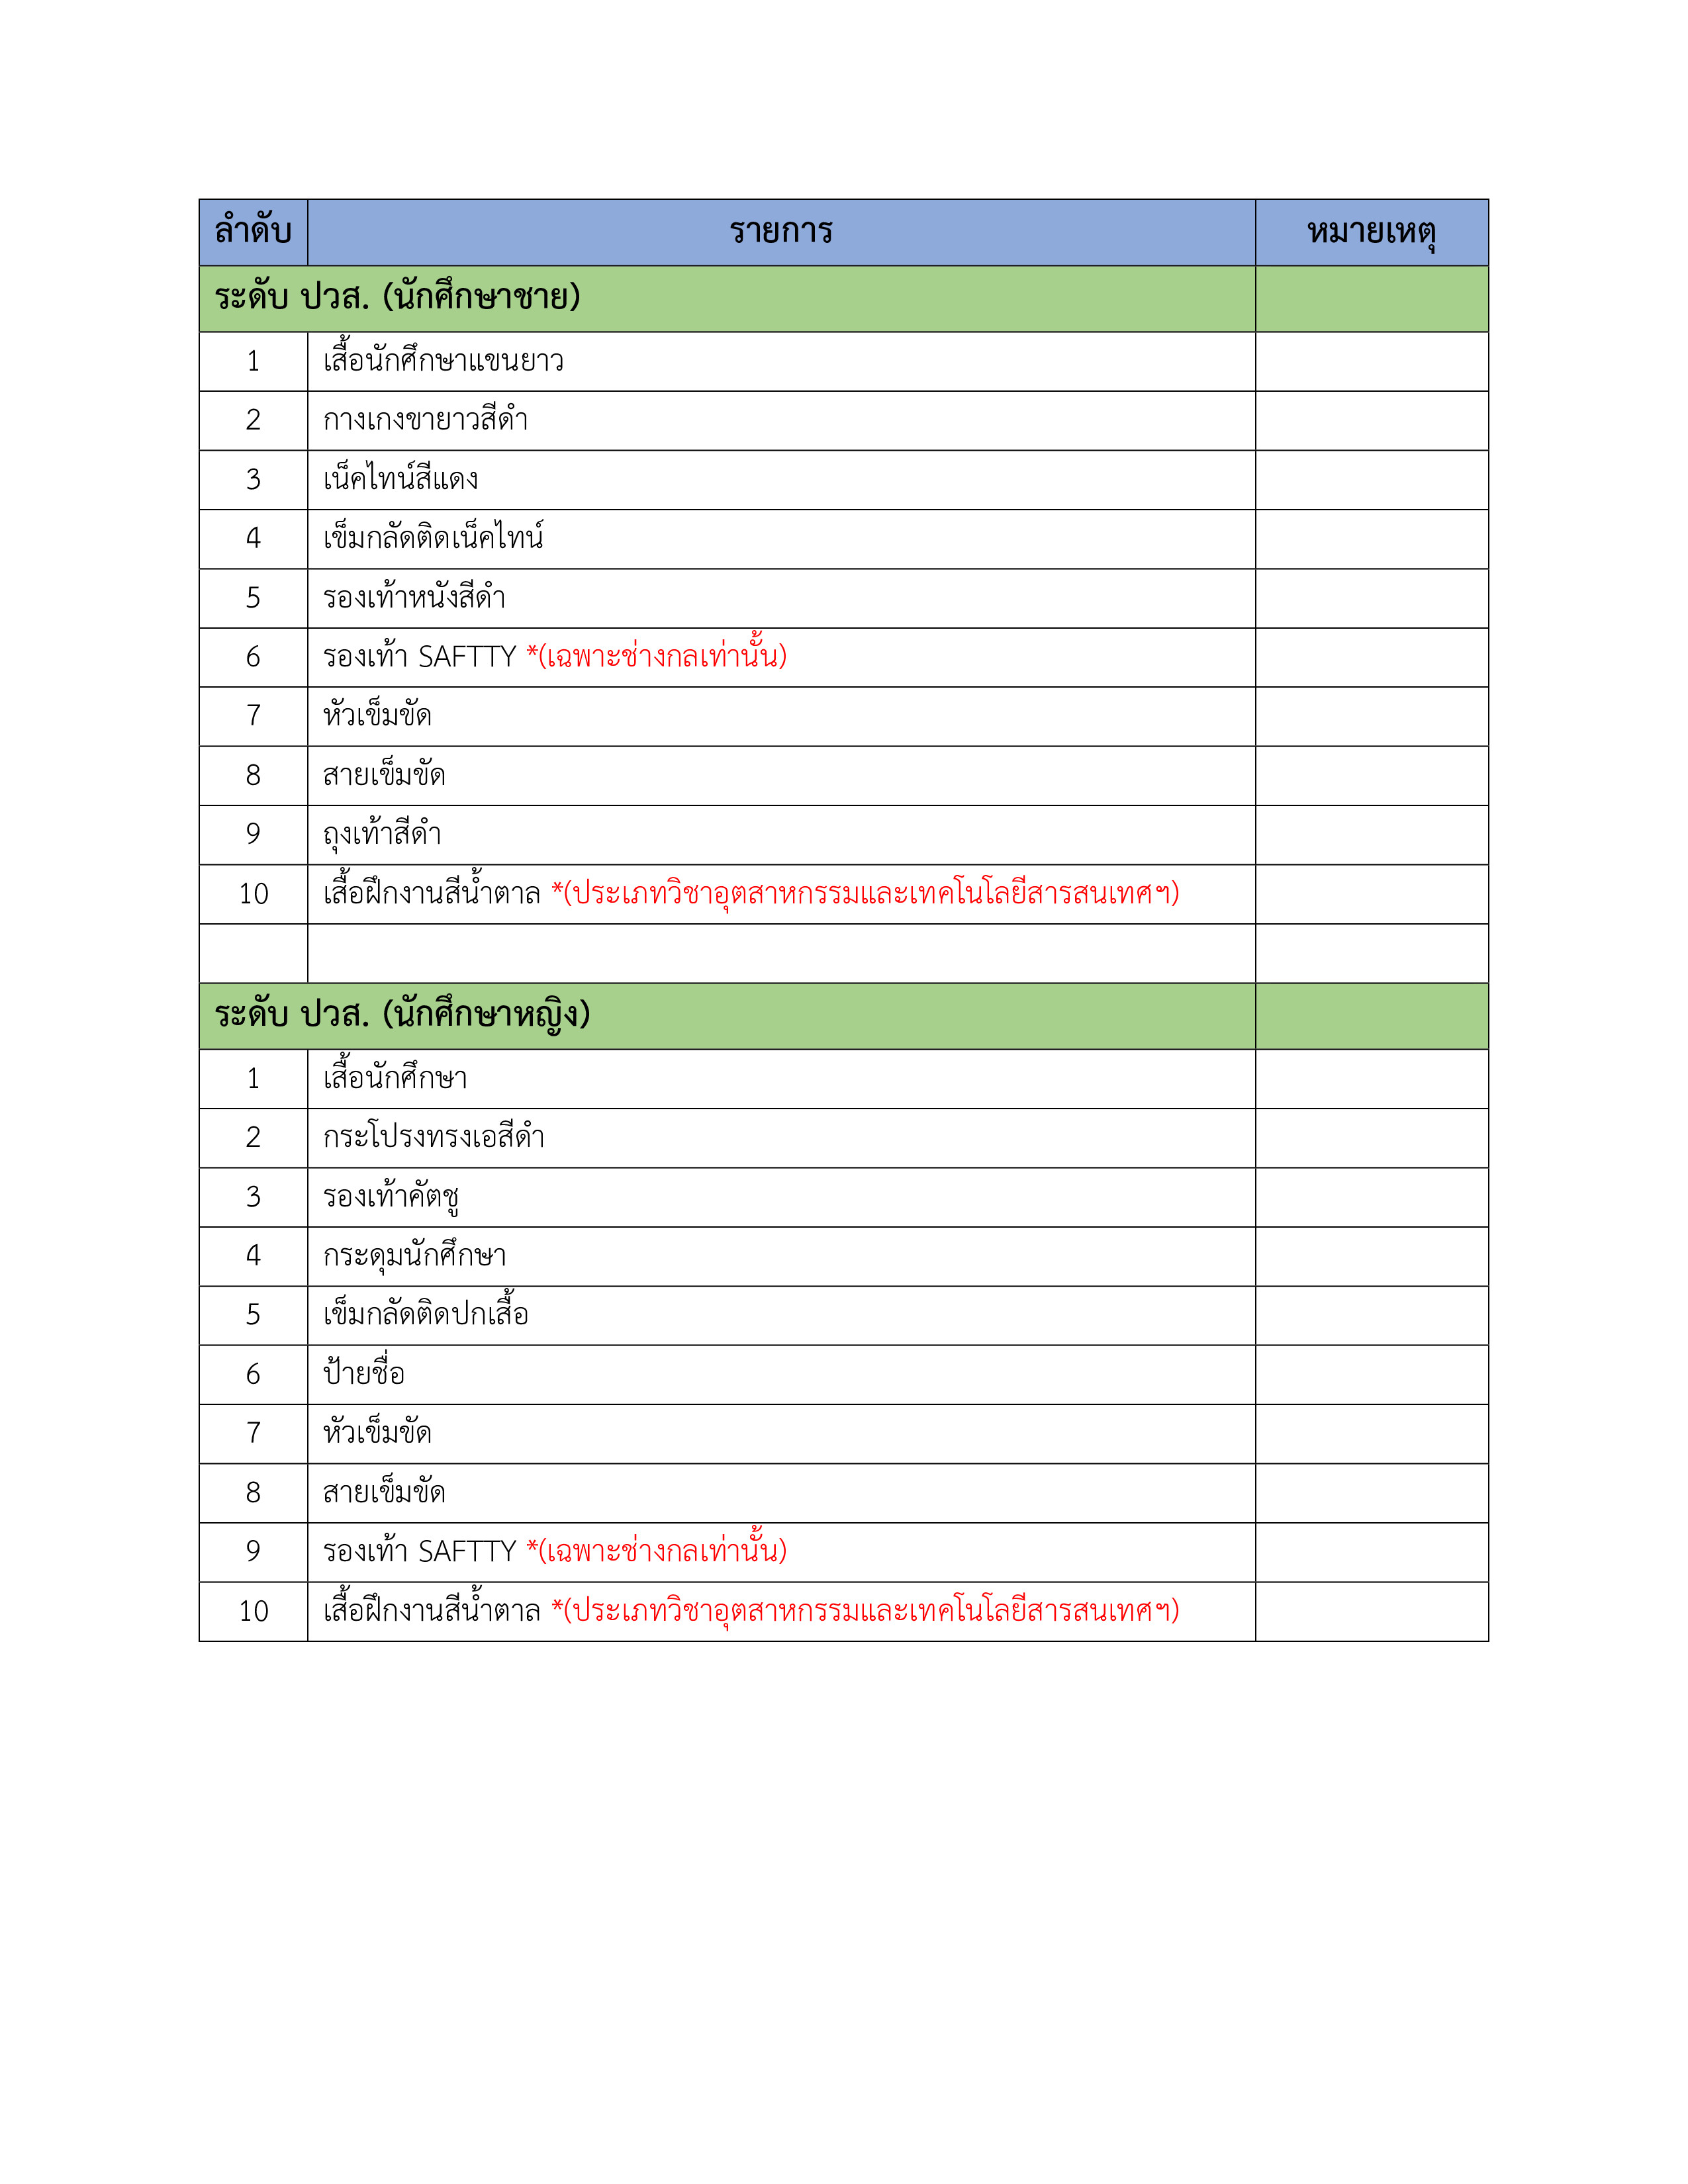 ลำดับ รายการ หมายเหตุ
ระดับ ปวส. (นักศึกษาชาย)
1 เสื้อนักศึกษาแขนยาว
2 กางเกงขายาวสีดำ
3 เน็คไทน์สีแดง
4 เข็มกลัดติดเน็คไทน์
5 รองเท้าหนังสีดำ
6 รองเท้า SAFTTY *(เฉพาะช่างกลเท่านั้น)
7 หัวเข็มขัด
8 สายเข็มขัด
9 ถุงเท้าสีดำ
10 เสื้อฝึกงานสีน้ำตาล *(ประเภทวิชาอุตสาหกรรมและเทคโนโลยีสารสนเทศฯ)
ระดับ ปวส. (นักศึกษาหญิง)
1 เสื้อนักศึกษา
2 กระโปรงทรงเอสีดำ
3 รองเท้าคัตชู
4 กระดุมนักศึกษา
5 เข็มกลัดติดปกเสื้อ
6 ป้ายชื่อ
7 หัวเข็มขัด
8 สายเข็มขัด
9 รองเท้า SAFTTY *(เฉพาะช่างกลเท่านั้น)
10 เสื้อฝึกงานสีน้ำตาล *(ประเภทวิชาอุตสาหกรรมและเทคโนโลยีสารสนเทศฯ)